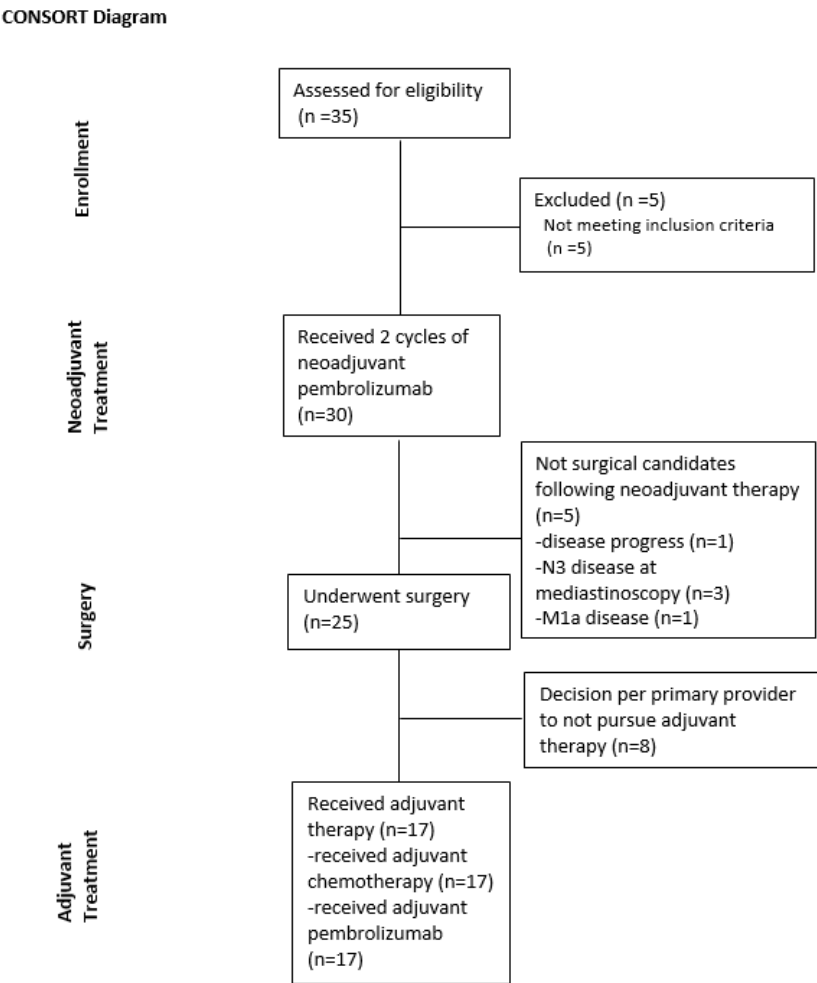 CONSORT Diagram
Enrollment
Assessed for eligibility
(n =35)
Excluded (n =5)
Not meeting inclusion criteria
(n =5)
Neoadjuvant
Treatment
Received 2 cycles of
neoadjuvant
pembrolizumab
(n=30)
Not surgical candidates
following neoadjuvant therapy
(n=5)
-disease progress (n=1)
-N3 disease at
mediastinoscopy (n=3)
-M1a disease (n=1)
Surgery
Underwent surgery
(n=25)
Decision per primary provider
to not pursue adjuvant
therapy (n=8)
Adjuvant
Treatment
Received adjuvant
therapy (n=17)
-received adjuvant
chemotherapy (n=17)
-received adjuvant
pembrolizumab
(n=17)